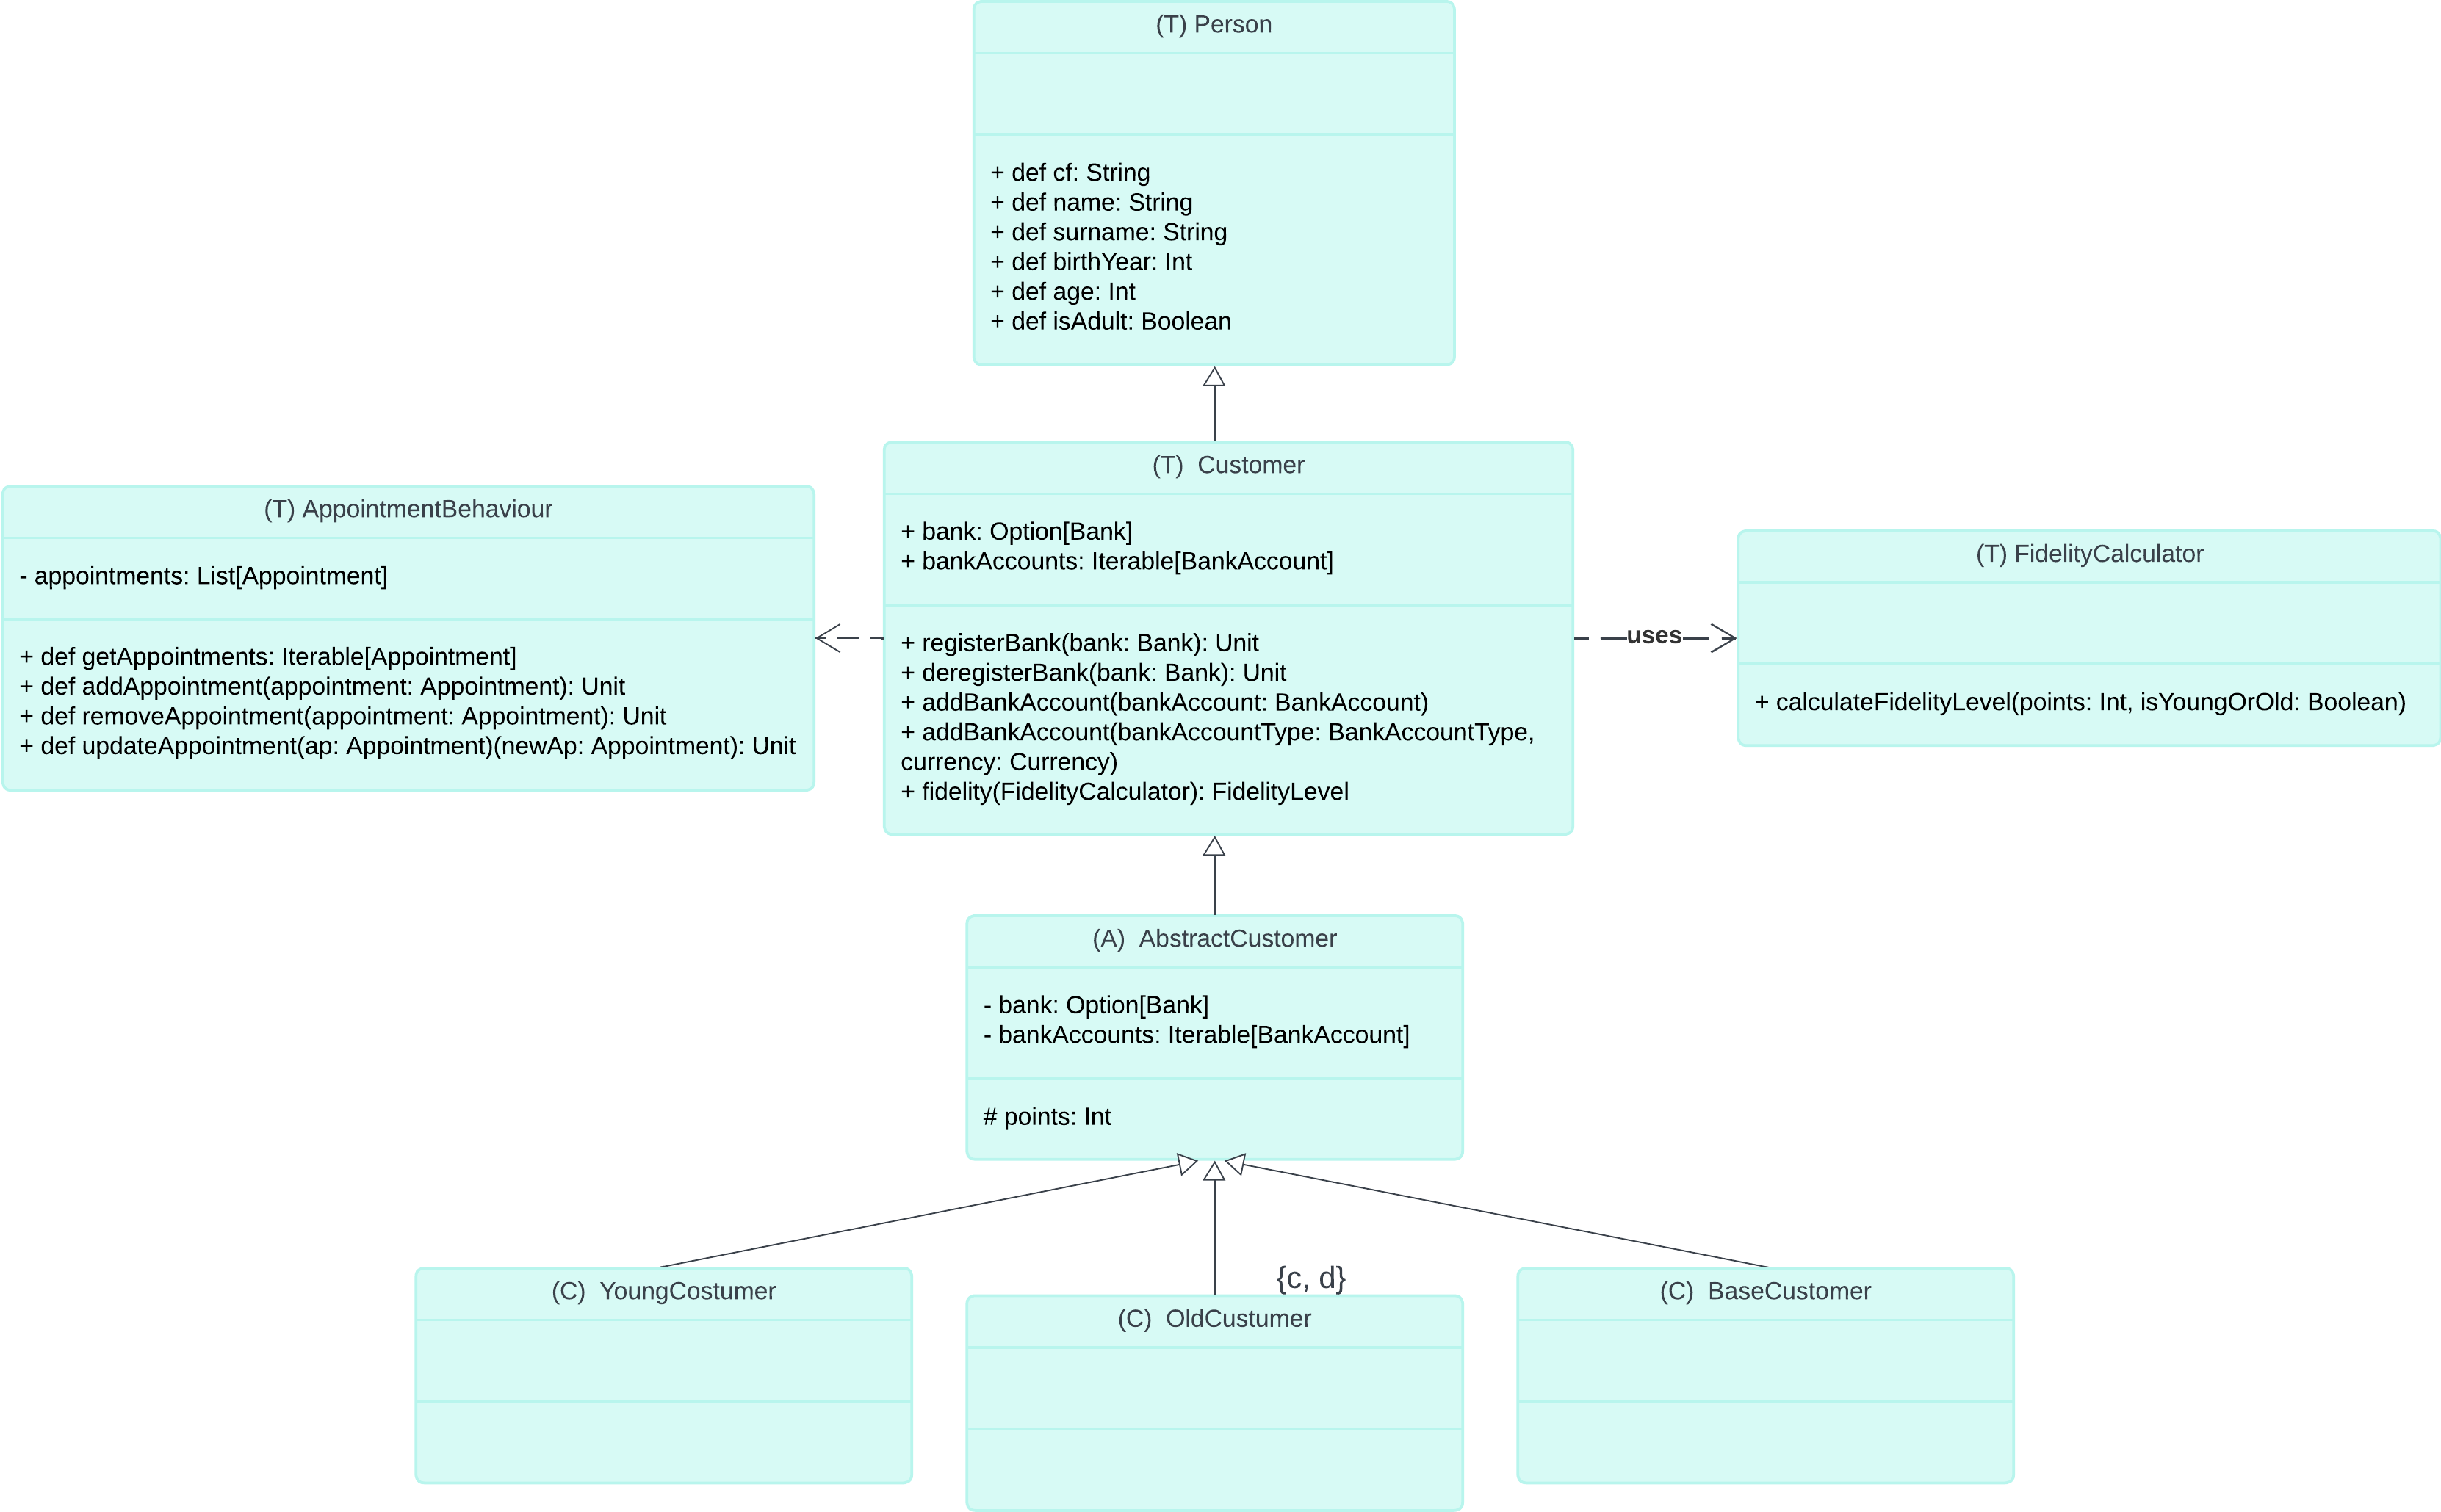 (T) Person
+ def cf: String
+ def name: String
+ def surname: String
+ def birthYear: Int
+ def age: Int
+ def isAdult: Boolean
(T) Customer
+ bank: Option[Bank]
+ bankAccounts: Iterable[BankAccount]
+ registerBank(bank: Bank): Unit
+ deregisterBank(bank: Bank): Unit
+ addBankAccount(bankAccount: BankAccount)
+ addBankAccount(bankAccountType: BankAccountType,
currency: Currency)
+ fidelity(FidelityCalculator): FidelityLevel
(T) AppointmentBehaviour
- appointments: List[Appointment]
+ def getAppointments: Iterable[Appointment]
+ def addAppointment(appointment: Appointment): Unit
+ def removeAppointment(appointment: Appointment): Unit
+ def updateAppointment(ap: Appointment)(newAp: Appointment): Unit
uses
(T) FidelityCalculator
+ calculateFidelityLevel(points: Int, isYoungOrOld: Boolean)
(A) AbstractCustomer
- bank: Option[Bank]
- bankAccounts: Iterable[BankAccount]
# points: Int
{c, d}
(C) YoungCostumer
(C) OldCustumer
(C) BaseCustomer